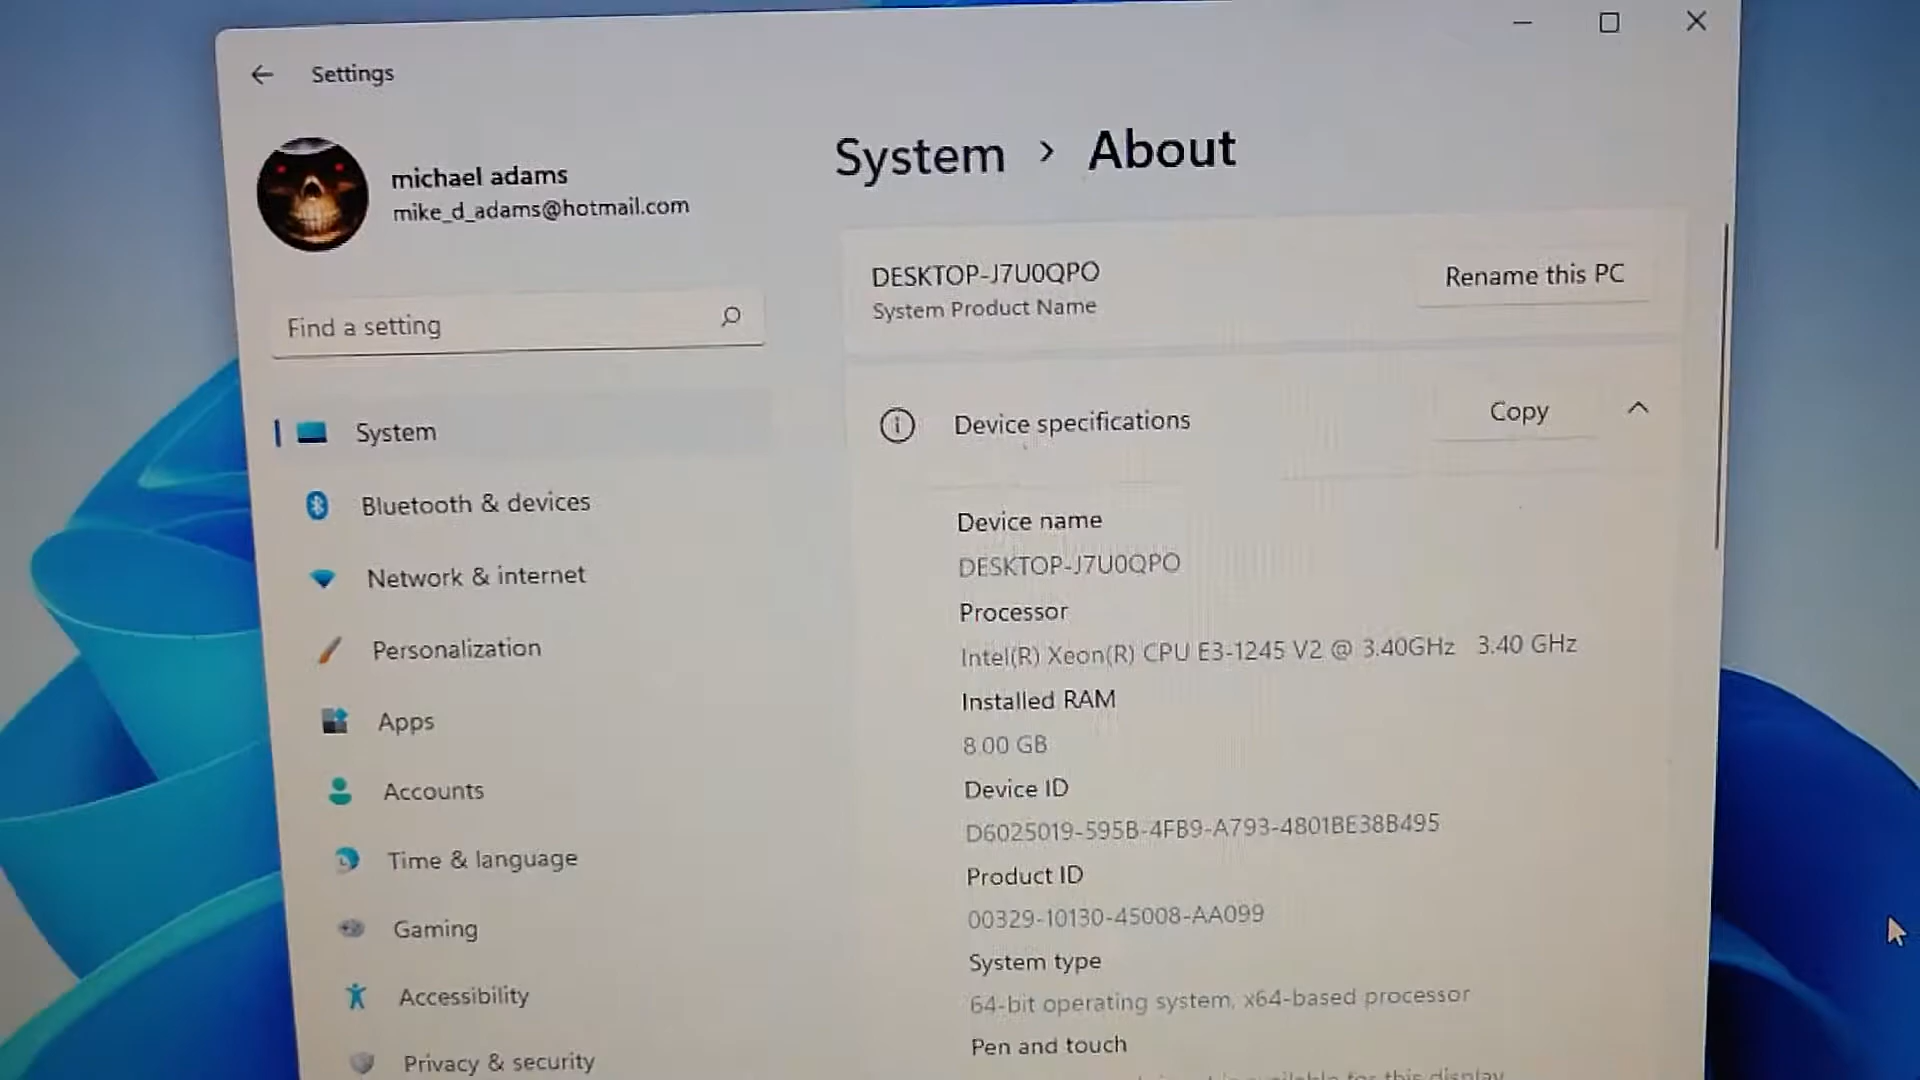 Settings
michael adams
mike_d_adams@hotmail.com
Find a setting
System
Bluetooth & devices
Network & internet
Personalization
Apps
Accounts
Time & language
Gaming
Accessibility
Privacy & security
System > About
DESKTOP-J7U0QPO
System Product Name
Rename this PC
Device specifications
Copy
Device name
DESKTOP-J7U0QPO
Processor
Intel(R) Xeon(R) CPU E3-1245 V2 @ 3.40GHz 3.40 GHz
Installed RAM
8.00 GB
Device ID
D6025019-595B-4FB9-A793-4801BE38B495
Product ID
00329-10130-45008-AA099
System type
64-bit operating system, x64-based processor
Pen and touch
for this display